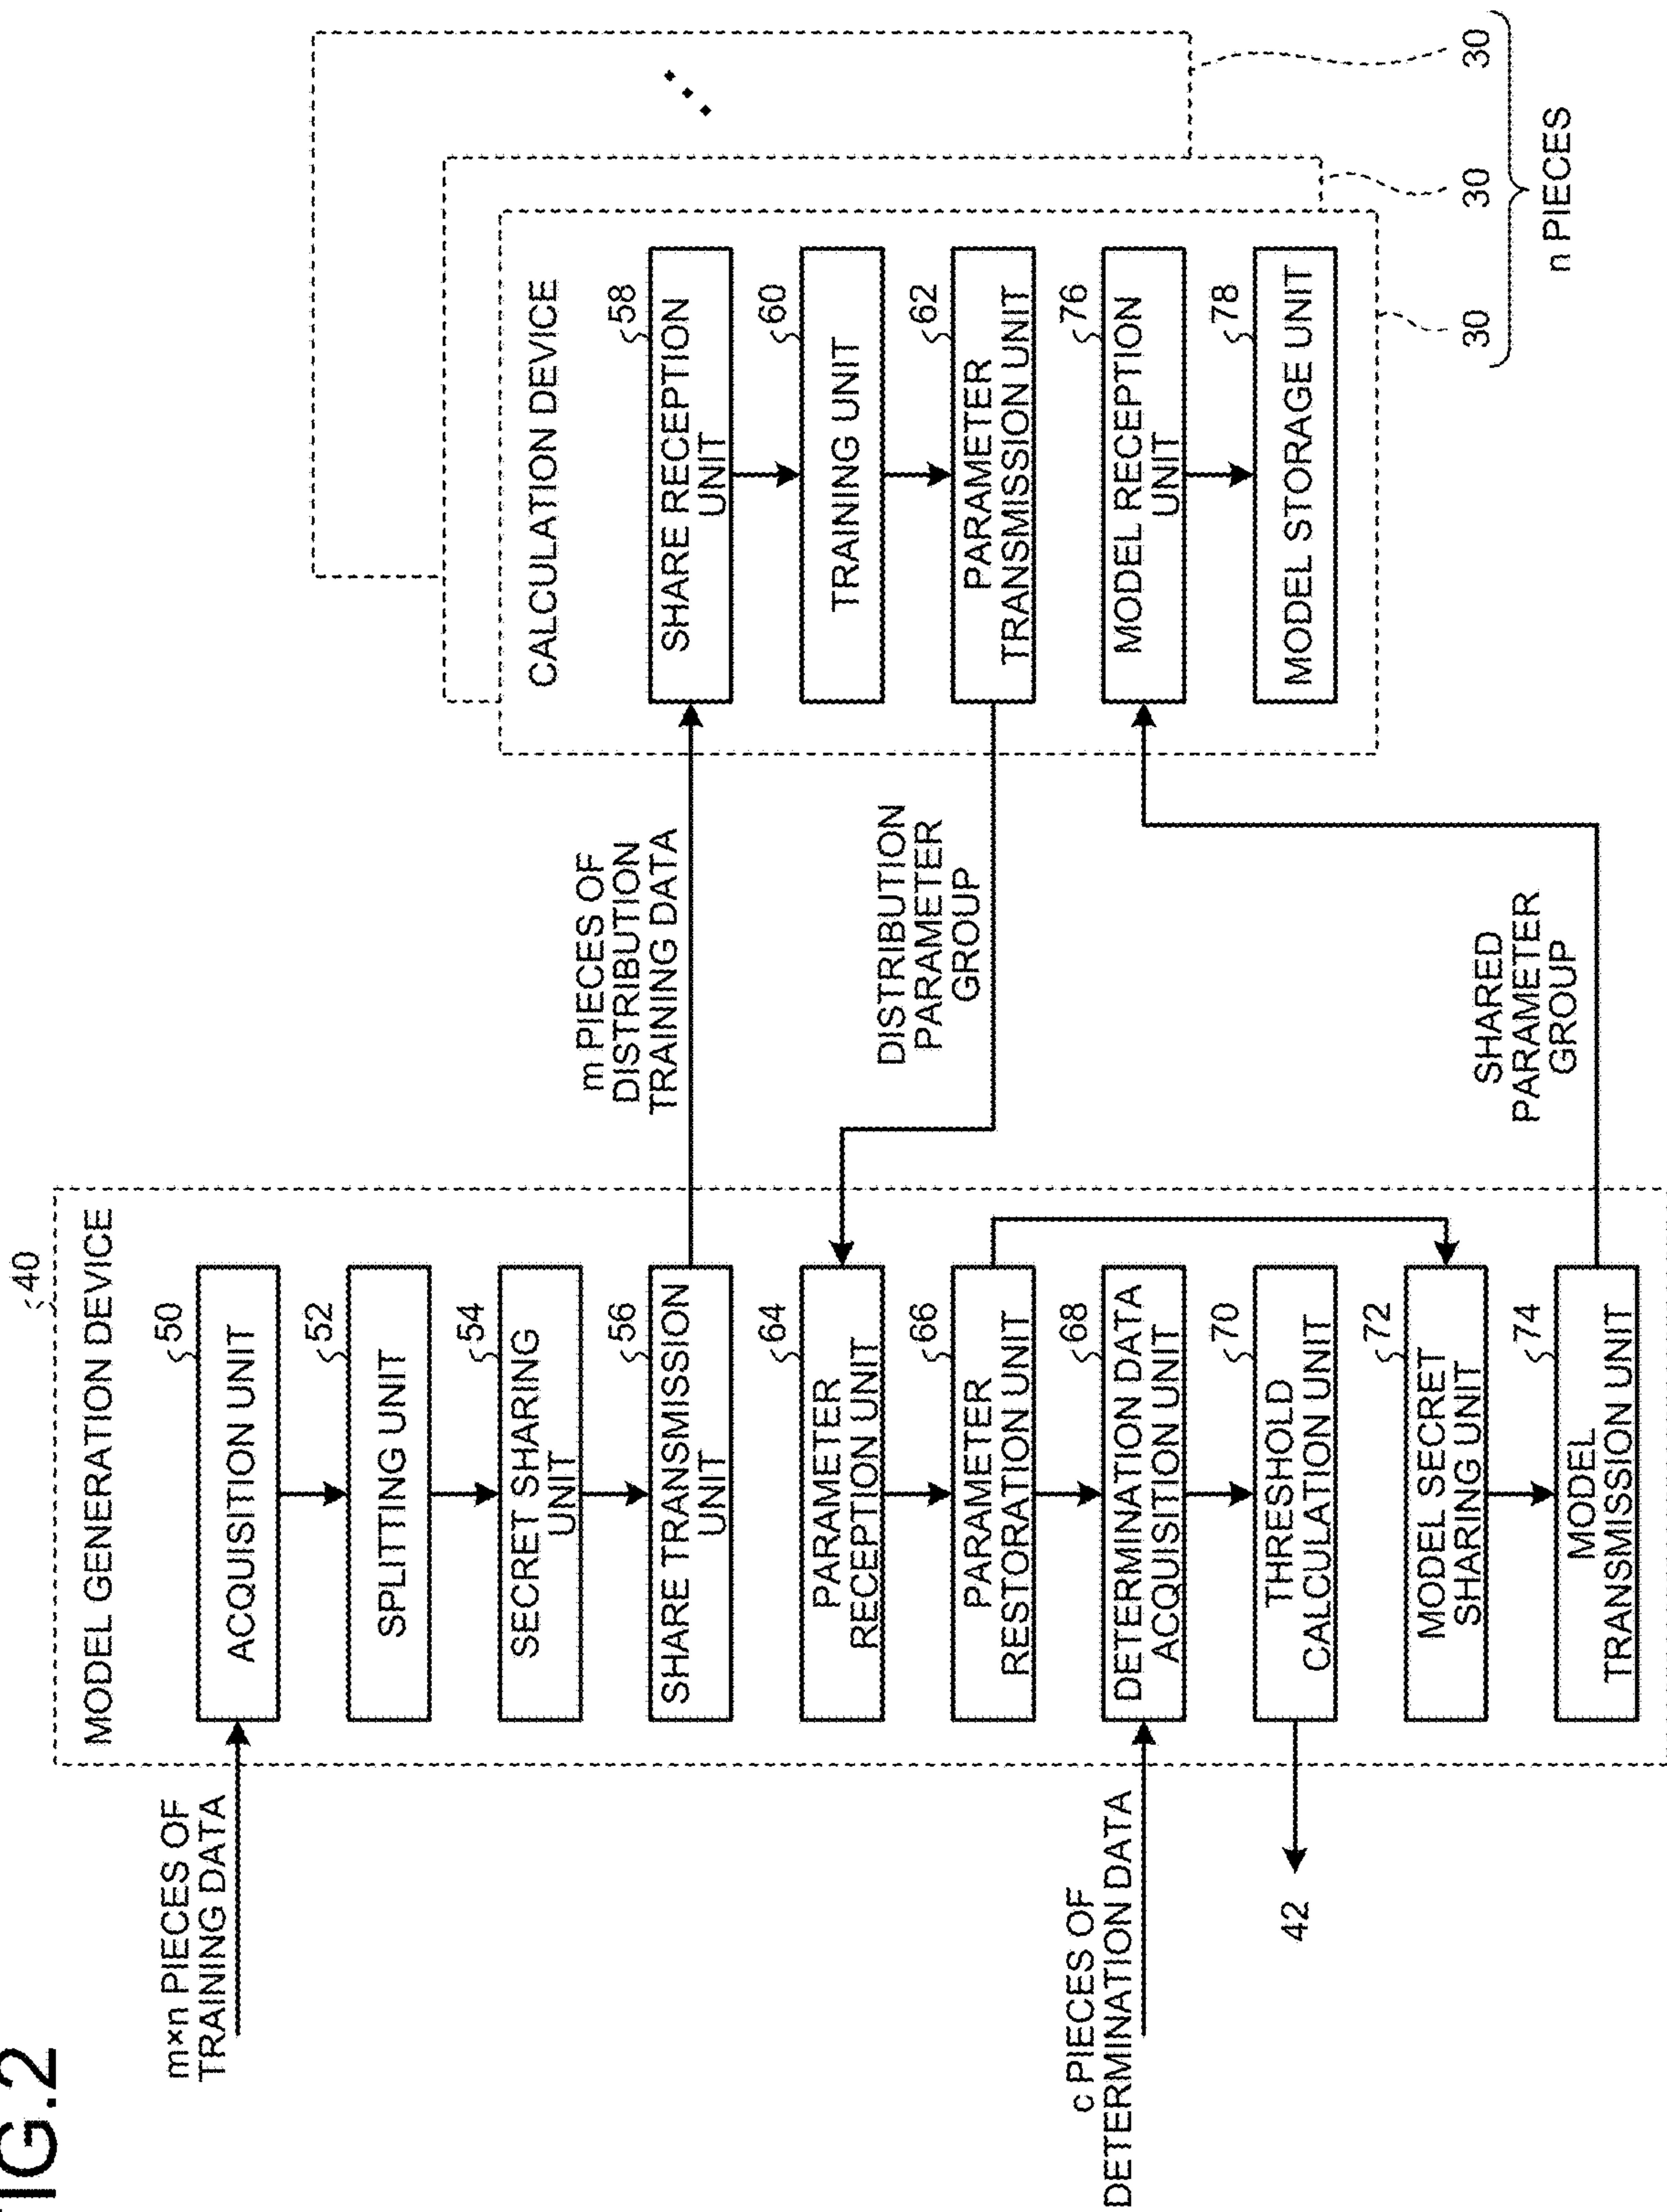 FIG.2
40
MODEL GENERATION DEVICE
m×n PIECES OF
TRAINING DATA
50
ACQUISITION UNIT
52
SPLITTING UNIT
54
SECRET SHARING
UNIT
56
SHARE TRANSMISSION
UNIT
64
PARAMETER
RECEPTION UNIT
66
PARAMETER
RESTORATION UNIT
c PIECES OF
DETERMINATION DATA
68
DETERMINATION DATA
ACQUISITION UNIT
70
THRESHOLD
CALCULATION UNIT
42
72
MODEL SECRET
SHARING UNIT
74
MODEL
TRANSMISSION UNIT
m PIECES OF
DISTRIBUTION
TRAINING DATA
DISTRIBUTION
PARAMETER
GROUP
SHARED
PARAMETER
GROUP
CALCULATION DEVICE
58
SHARE RECEPTION
UNIT
60
TRAINING UNIT
62
PARAMETER
TRANSMISSION UNIT
76
MODEL RECEPTION
UNIT
78
MODEL STORAGE UNIT
30
30
30
n PIECES